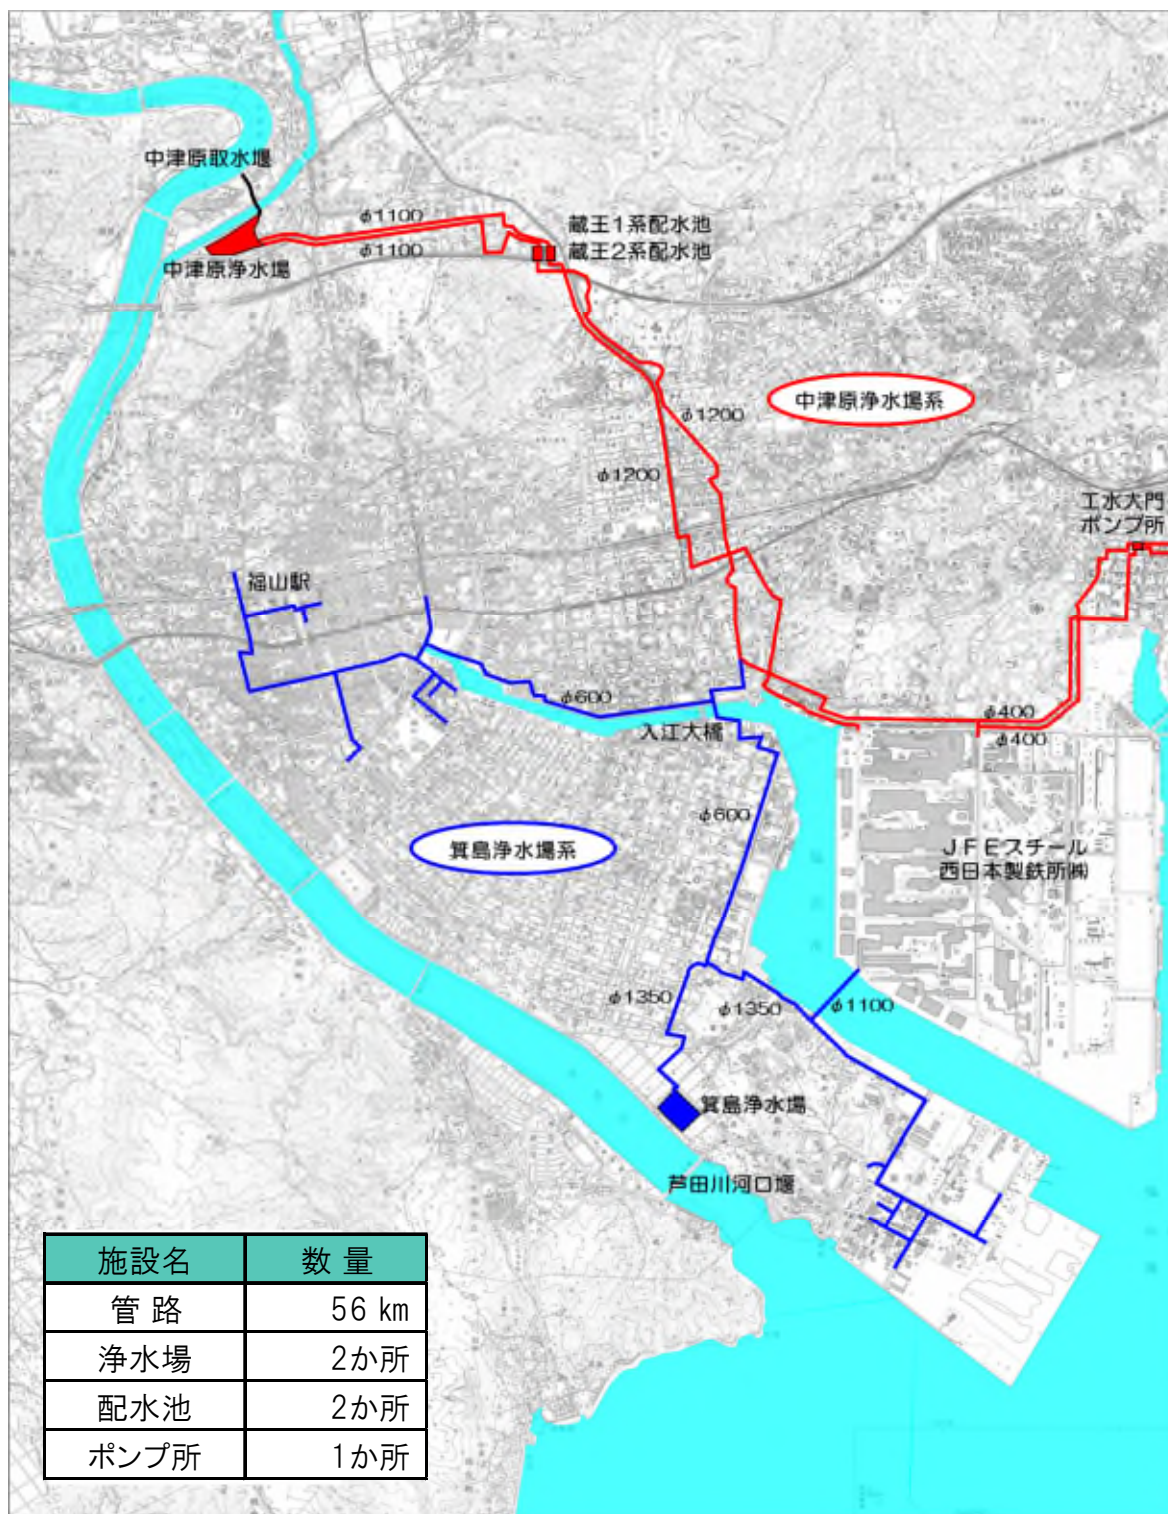 中津原取水堰
φ1100
蔵王1系配水池
φ1100
蔵王2系配水池
中津原浄水場
中津原浄水場系
φ1200
φ1200
工水大門
ポンプ所
福山駅
φ600
入江大橋
φ400
φ400
φ600
JFEスチール
西日本製鉄所㈱
箕島浄水場系
φ1350
φ1350
φ1100
箕島浄水場
芦田川河口堰
施設名 数 量
管 路 56 km
浄水場 2か所
配水池 2か所
ポンプ所 1か所